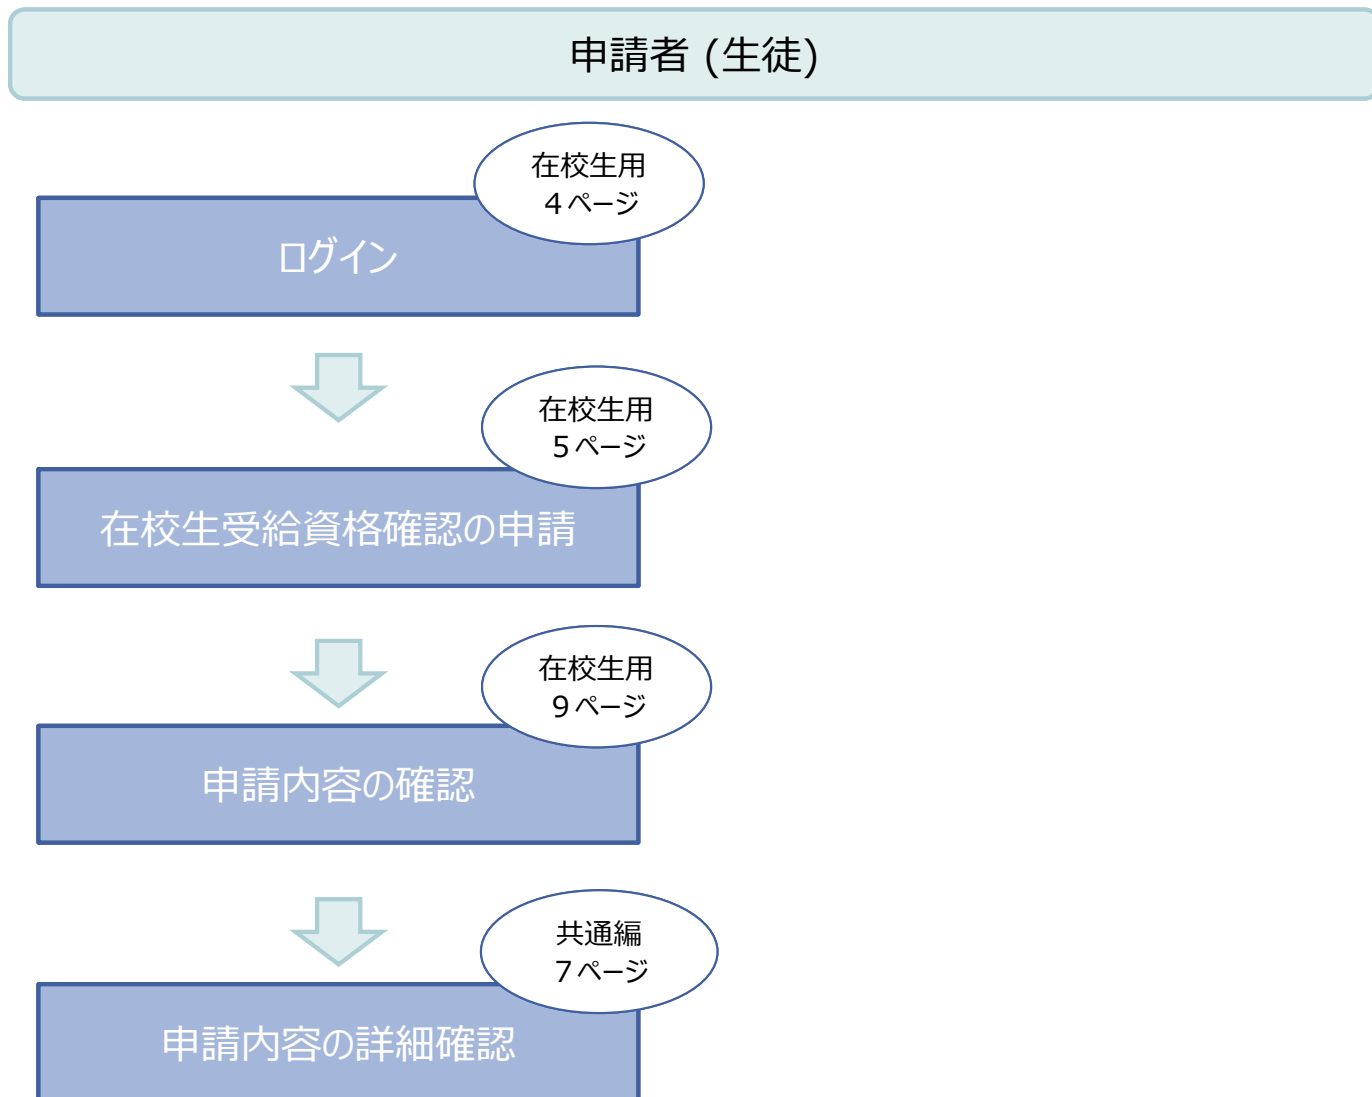 申請者 (生徒)
在校生用
４ページ
ログイン
在校生用
５ページ
在校生受給資格確認の申請
在校生用
９ページ
申請内容の確認
共通編
７ページ
申請内容の詳細確認